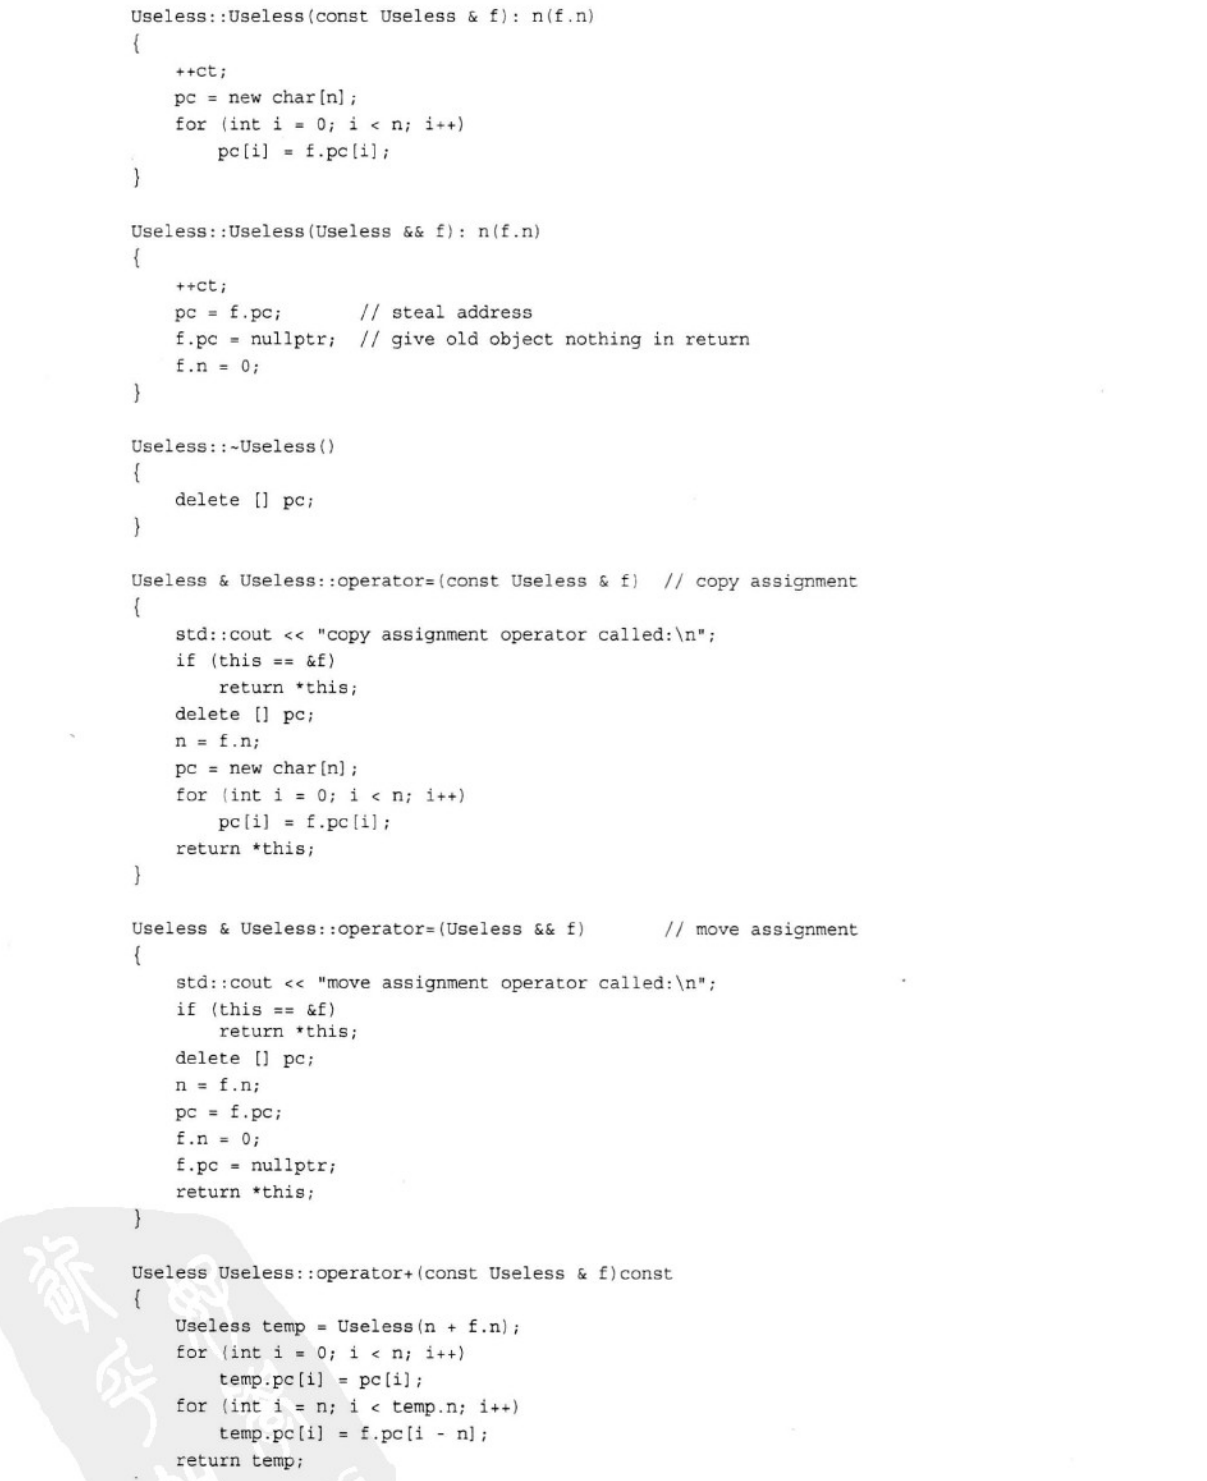 Useless::Useless(const Useless & f): n(f.n)
{
    ++ct;
    pc = new char[n];
    for (int i = 0; i < n; i++)
        pc[i] = f.pc[i];
}
Useless::Useless(Useless && f): n(f.n)
{
    ++ct;
    pc = f.pc;       // steal address
    f.pc = nullptr;  // give old object nothing in return
    f.n = 0;
}
Useless::~Useless()
{
    delete [] pc;
}
Useless & Useless::operator=(const Useless & f)  // copy assignment
{
    std::cout << "copy assignment operator called:\n";
    if (this == &f)
        return *this;
    delete [] pc;
    n = f.n;
    pc = new char[n];
    for (int i = 0; i < n; i++)
        pc[i] = f.pc[i];
    return *this;
}
Useless & Useless::operator=(Useless && f)       // move assignment
{
    std::cout << "move assignment operator called:\n";
    if (this == &f)
        return *this;
    delete [] pc;
    n = f.n;
    pc = f.pc;
    f.n = 0;
    f.pc = nullptr;
    return *this;
}
Useless Useless::operator+(const Useless & f)const
{
    Useless temp = Useless(n + f.n);
    for (int i = 0; i < n; i++)
        temp.pc[i] = pc[i];
    for (int i = n; i < temp.n; i++)
        temp.pc[i] = f.pc[i - n];
    return temp;